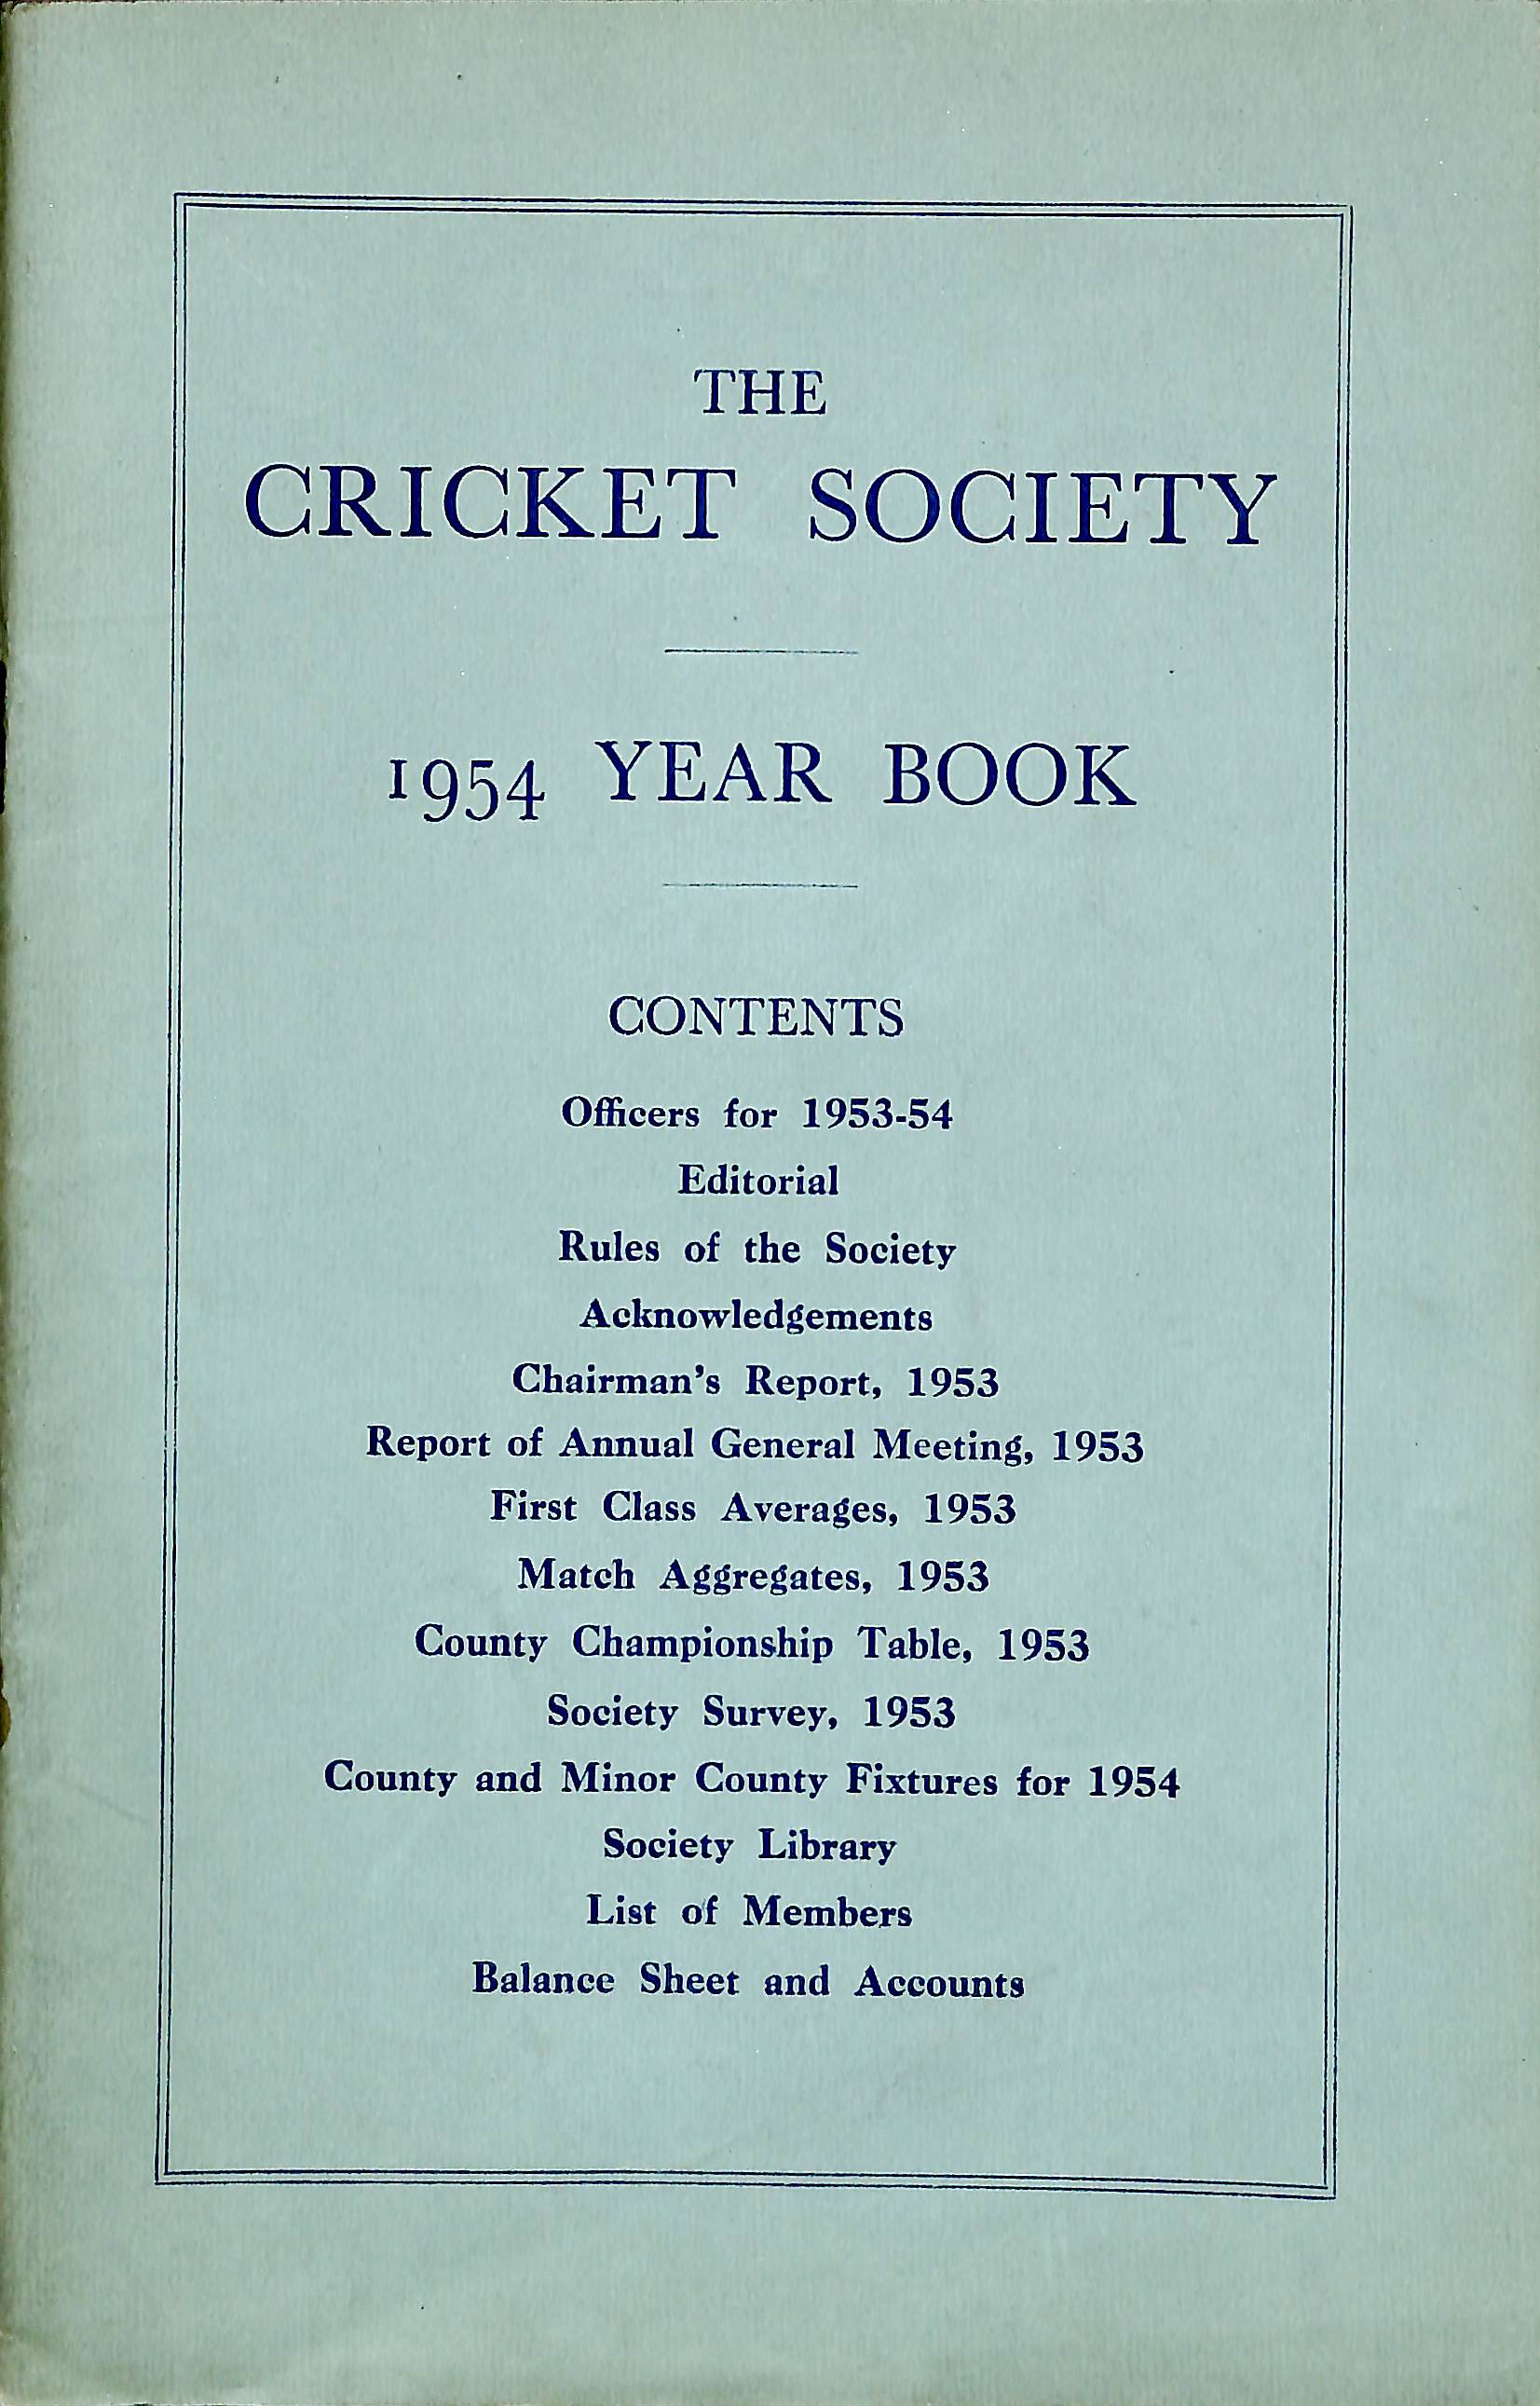 THE
CRICKET SOCIETY
1954 YEAR BOOK
CONTENTS
Officers for 1953-54
Editorial
Rules of the Society
Acknowledgements
Chairman's Report, 1953
Report of Annual General Meeting, 1953
First Class Averages, 1953
Match Aggregates, 1953
County Championship Table, 1953
Society Survey, 1953
County and Minor County Fixtures for 1954
Society Library
List of Members
Balance Sheet and Accounts